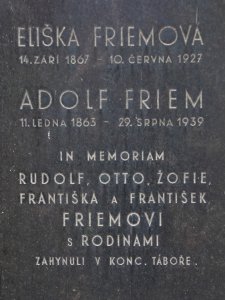 ELIŠKA FRIEMOVÁ
14. ZÁŘÍ 1867 - 10. ČERVNA 1927
ADOLF FRIEM
11. LEDNA 1863 - 29. SRPNA 1939
IN MEMORIAM
RUDOLF, OTTO, ŽOFIE,
FRANTIŠKA A FRANTIŠEK
FRIEMOVI
S RODINAMI
ZAHYNULI V KONC. TÁBOŘE.